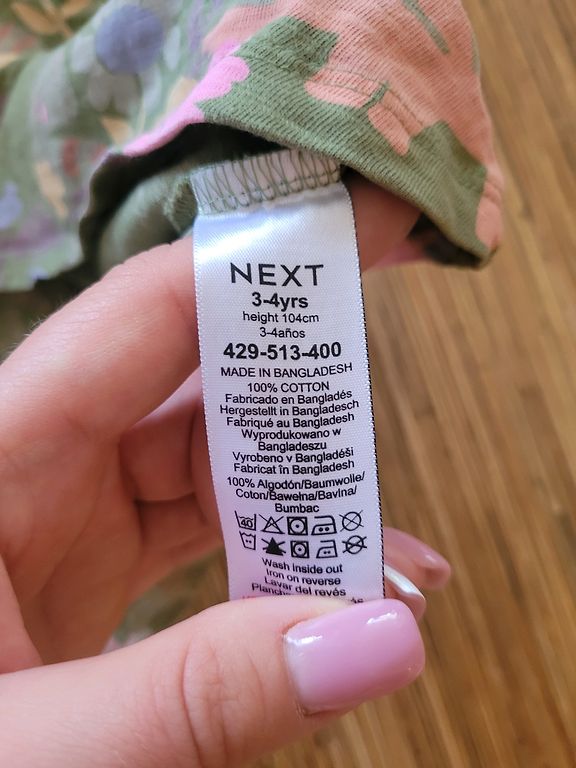 NEXT
3-4yrs
height 104cm
3-4años
429-513-400
MADE IN BANGLADESH
100% COTTON
Fabricado en Bangladés
Hergestellt in Bangladesch
Fabriqué au Bangladesh
Wyprodukowano w
Bangladeszu
Vyrobeno v Bangladéši
Fabricat în Bangladesh
100% Algodón/Baumwolle/
Coton/Bawełna/Bavlna/
Bumbac
40
Wash inside out
Iron on reverse
Lavar del revés